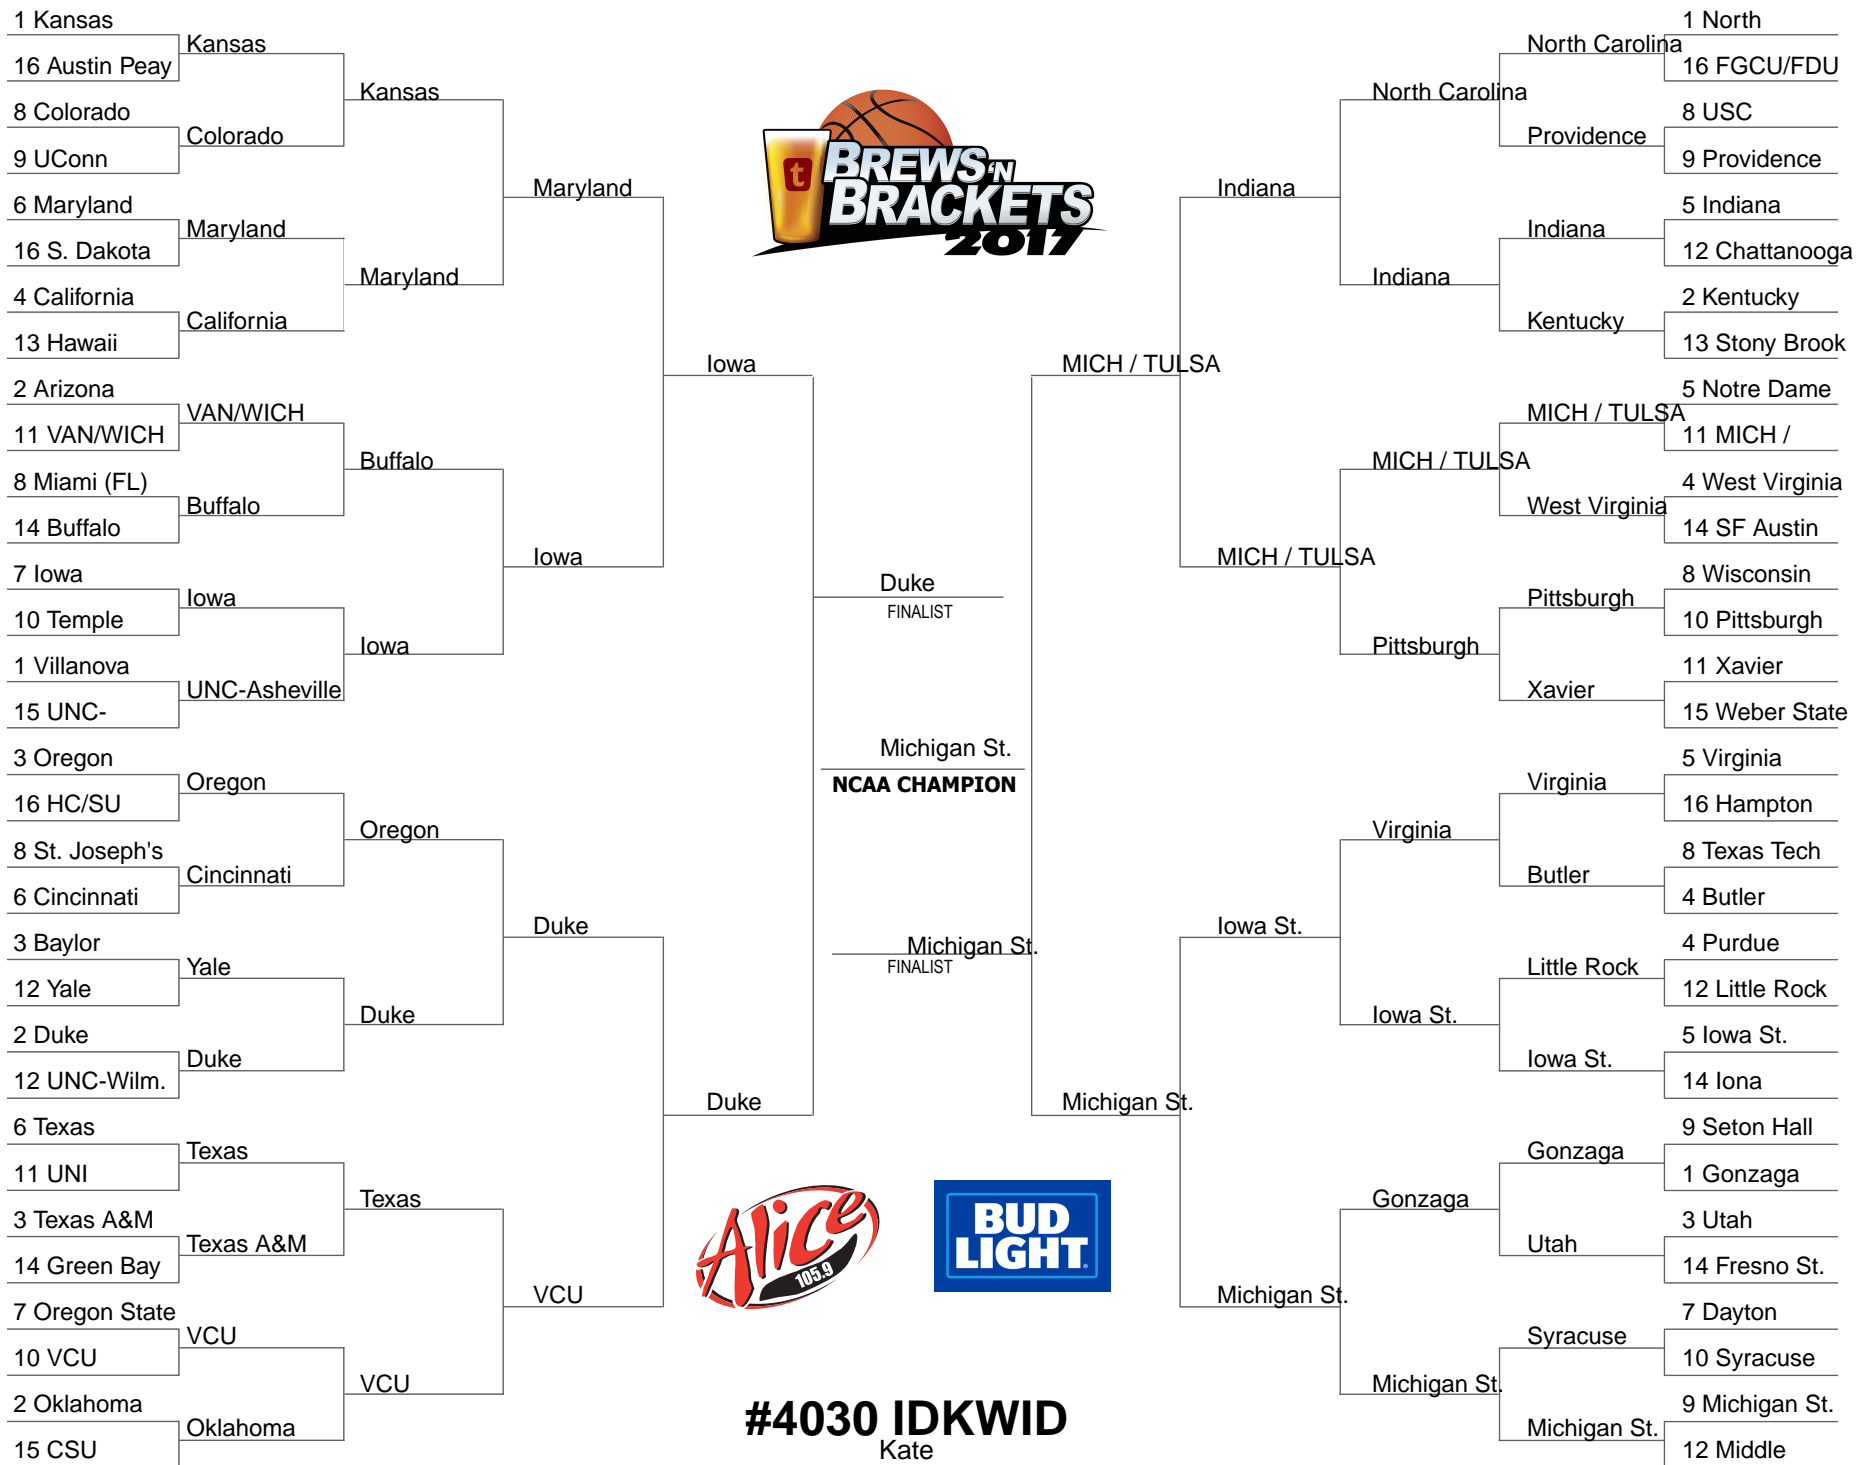 1 Kansas
16 Austin Peay
8 Colorado
9 UConn
6 Maryland
16 S. Dakota
4 California
13 Hawaii
2 Arizona
11 VAN/WICH
8 Miami (FL)
14 Buffalo
7 Iowa
10 Temple
1 Villanova
15 UNC-
3 Oregon
16 HC/SU
8 St. Joseph's
6 Cincinnati
3 Baylor
12 Yale
2 Duke
12 UNC-Wilm.
6 Texas
11 UNI
3 Texas A&M
14 Green Bay
7 Oregon State
10 VCU
2 Oklahoma
15 CSU
Kansas
Colorado
Maryland
California
VAN/WICH
Buffalo
Iowa
UNC-Asheville
Oregon
Cincinnati
Yale
Duke
Texas
Texas A&M
VCU
Oklahoma
Kansas
Maryland
Buffalo
Iowa
Oregon
Duke
Texas
VCU
Maryland
Iowa
Duke
VCU
Iowa
Duke
t
BREWS 'N
BRACKETS
2017
Duke
FINALIST
Michigan St.
NCAA CHAMPION
Michigan St.
FINALIST
Alice
105.9
BUD
LIGHT
#4030 IDKWID
Kate
MICH / TULSA
Michigan St.
Indiana
MICH / TULSA
Iowa St.
Michigan St.
North Carolina
Indiana
MICH / TULSA
Pittsburgh
Virginia
Iowa St.
Gonzaga
Michigan St.
North Carolina
Providence
Indiana
Kentucky
MICH / TULSA
West Virginia
Pittsburgh
Xavier
Virginia
Butler
Little Rock
Iowa St.
Gonzaga
Utah
Syracuse
Michigan St.
1 North
16 FGCU/FDU
8 USC
9 Providence
5 Indiana
12 Chattanooga
2 Kentucky
13 Stony Brook
5 Notre Dame
11 MICH /
4 West Virginia
14 SF Austin
8 Wisconsin
10 Pittsburgh
11 Xavier
15 Weber State
5 Virginia
16 Hampton
8 Texas Tech
4 Butler
4 Purdue
12 Little Rock
5 Iowa St.
14 Iona
9 Seton Hall
1 Gonzaga
3 Utah
14 Fresno St.
7 Dayton
10 Syracuse
9 Michigan St.
12 Middle